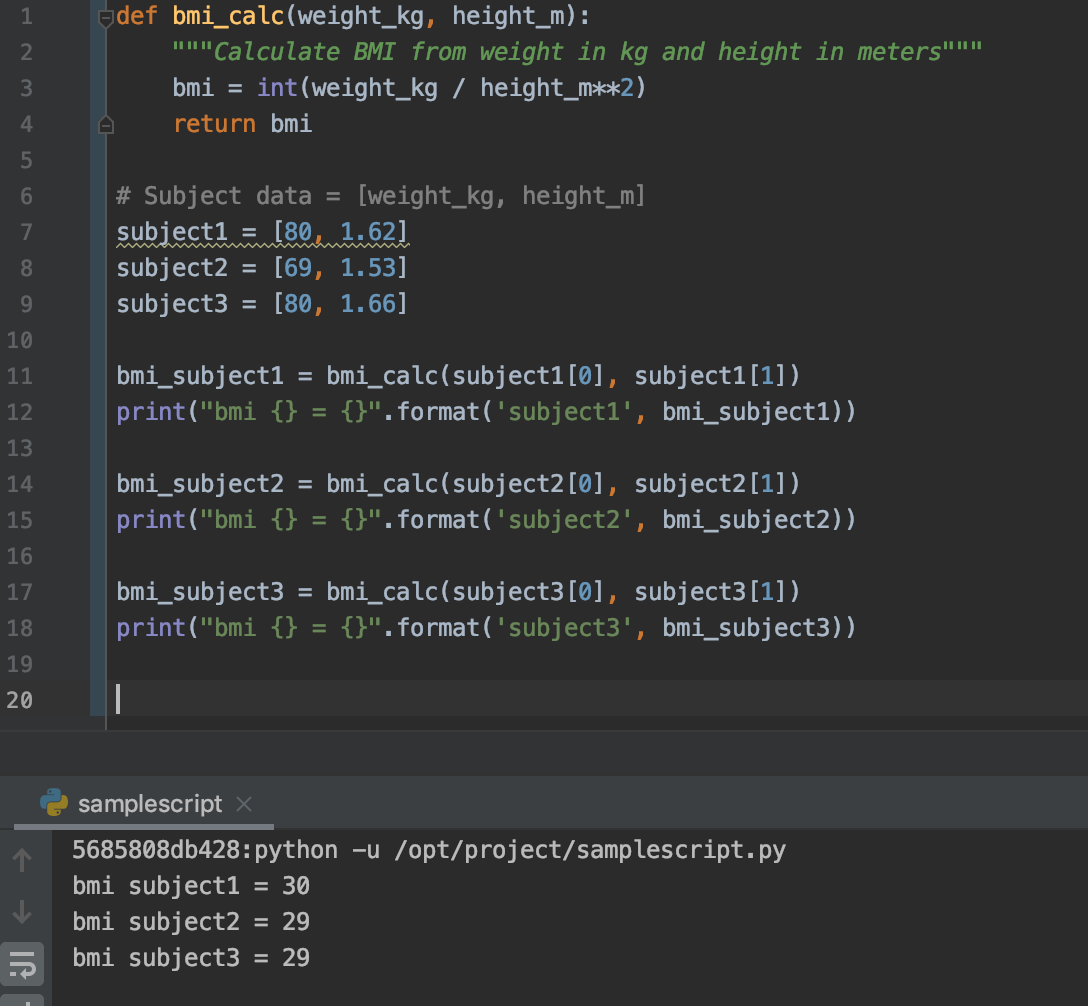 1 def bmi_calc(weight_kg, height_m):
2     """Calculate BMI from weight in kg and height in meters"""
3     bmi = int(weight_kg / height_m**2)
4     return bmi
5
6 # Subject data = [weight_kg, height_m]
7 subject1 = [80, 1.62]
8 subject2 = [69, 1.53]
9 subject3 = [80, 1.66]
10
11 bmi_subject1 = bmi_calc(subject1[0], subject1[1])
12 print("bmi {} = {}".format('subject1', bmi_subject1))
13
14 bmi_subject2 = bmi_calc(subject2[0], subject2[1])
15 print("bmi {} = {}".format('subject2', bmi_subject2))
16
17 bmi_subject3 = bmi_calc(subject3[0], subject3[1])
18 print("bmi {} = {}".format('subject3', bmi_subject3))
19
20
samplescript
5685808db428:python -u /opt/project/samplescript.py
bmi subject1 = 30
bmi subject2 = 29
bmi subject3 = 29